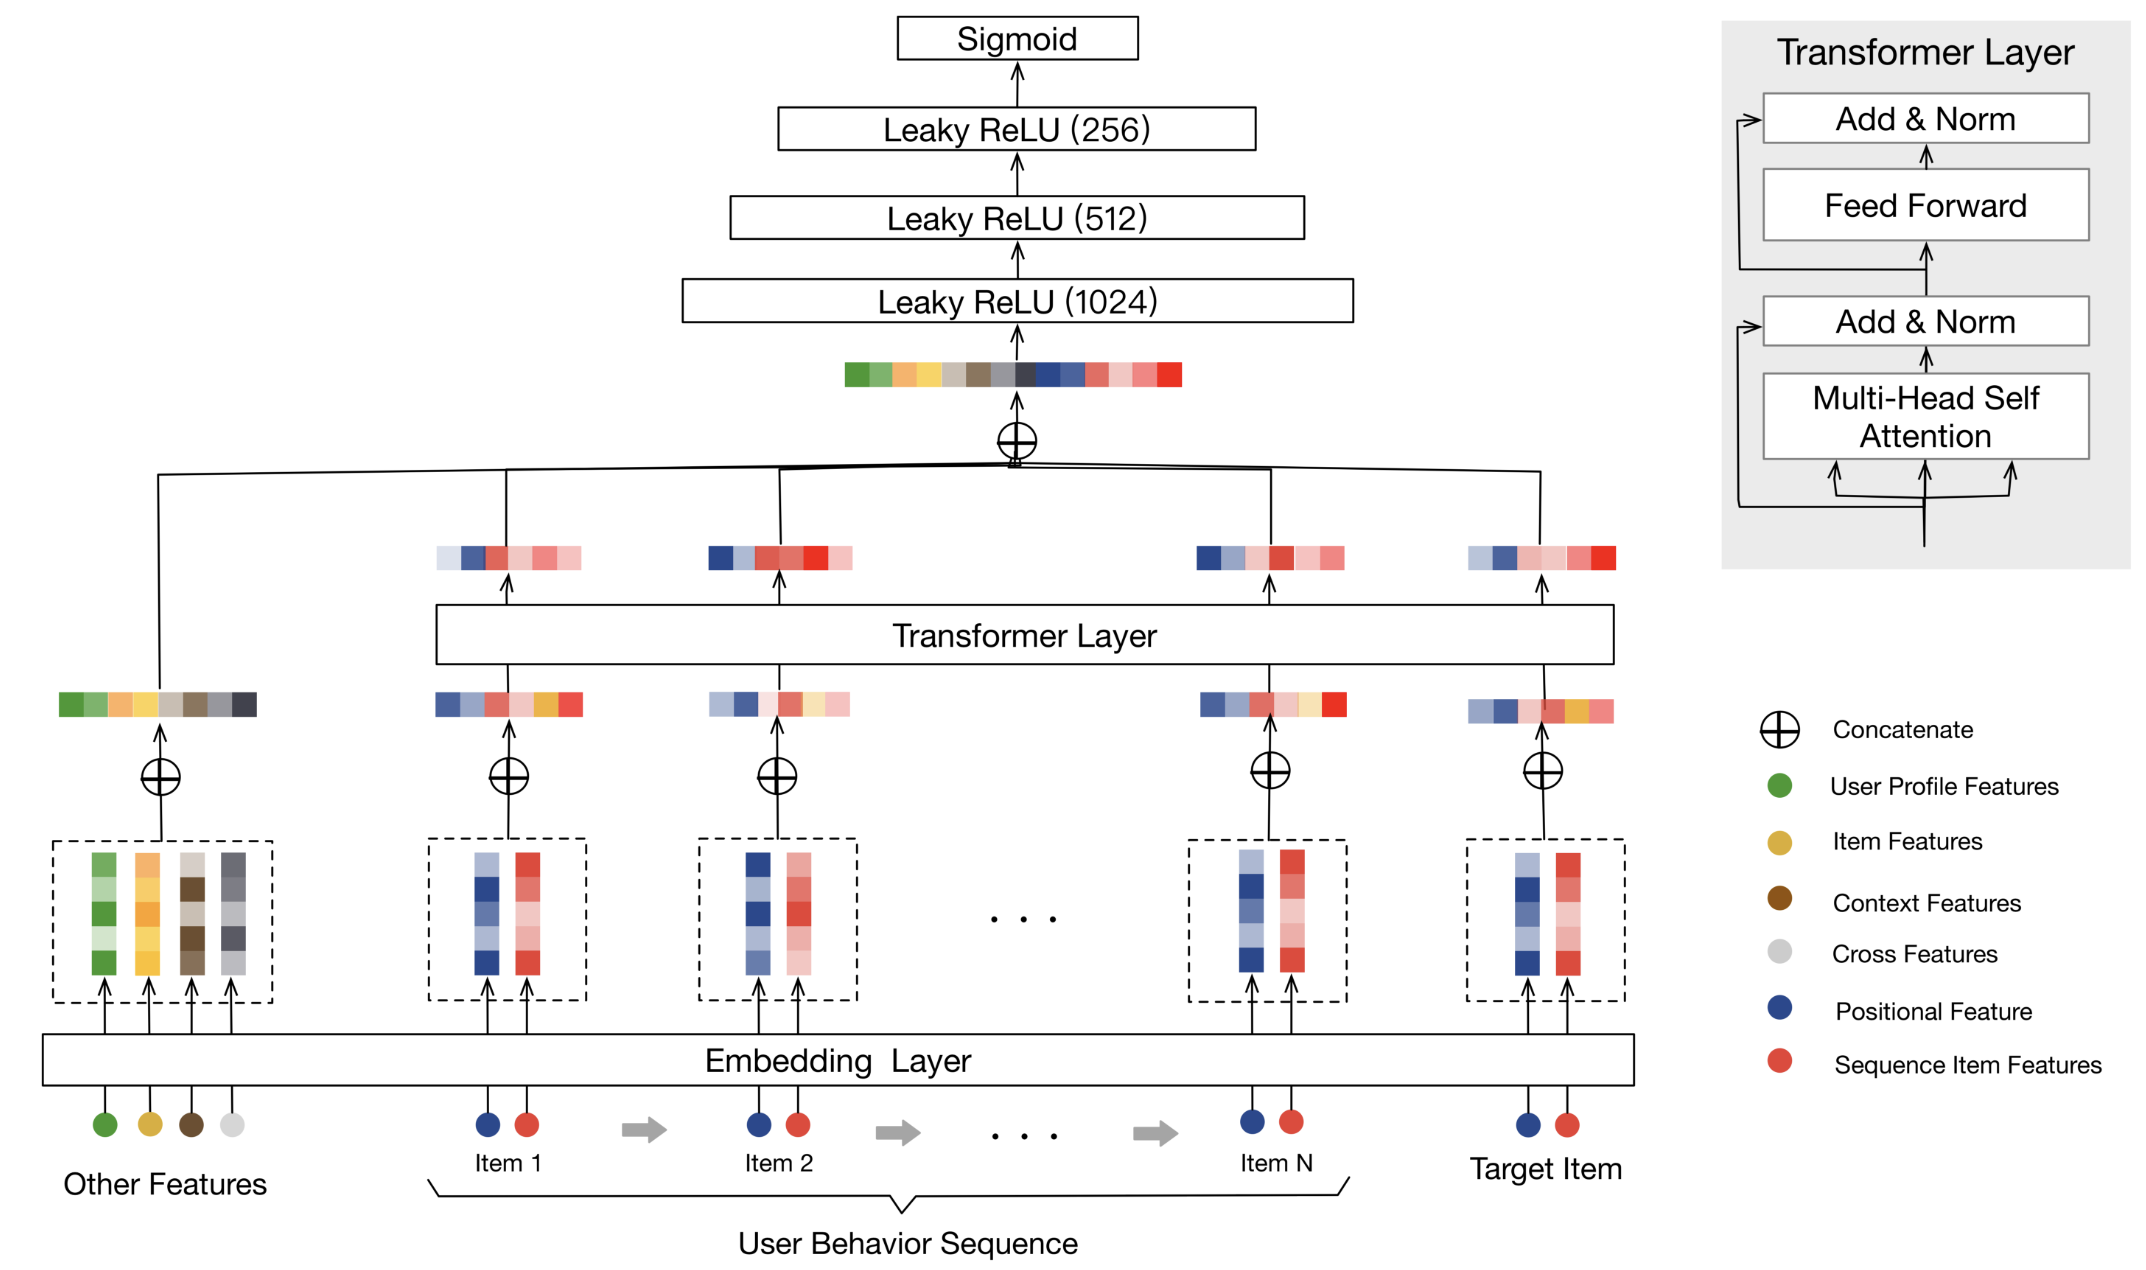 Sigmoid
Leaky ReLU (256)
Leaky ReLU (512)
Leaky ReLU (1024)
Transformer Layer
Embedding Layer
Item 1
Item 2
. . .
Item N
Other Features
Target Item
User Behavior Sequence
Transformer Layer
Add & Norm
Feed Forward
Add & Norm
Multi-Head Self
Attention
Concatenate
User Profile Features
Item Features
Context Features
Cross Features
Positional Feature
Sequence Item Features